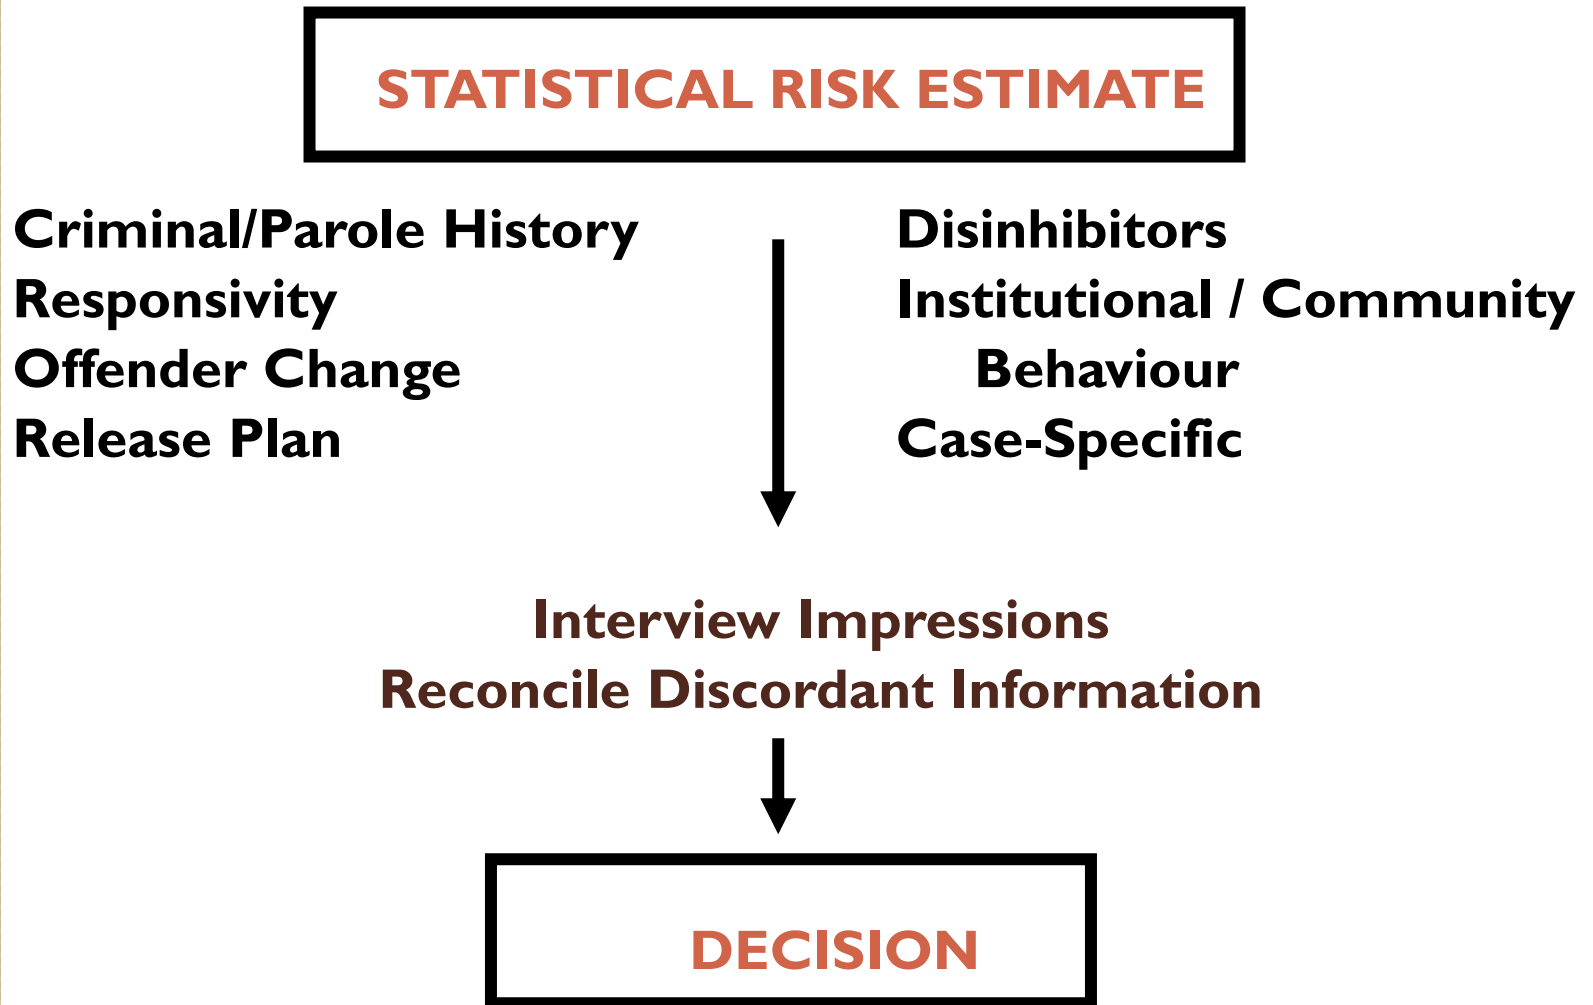 STATISTICAL RISK ESTIMATE
Criminal/Parole History
Responsivity
Offender Change
Release Plan
Disinhibitors
Institutional / Community
Behaviour
Case-Specific
Interview Impressions
Reconcile Discordant Information
DECISION